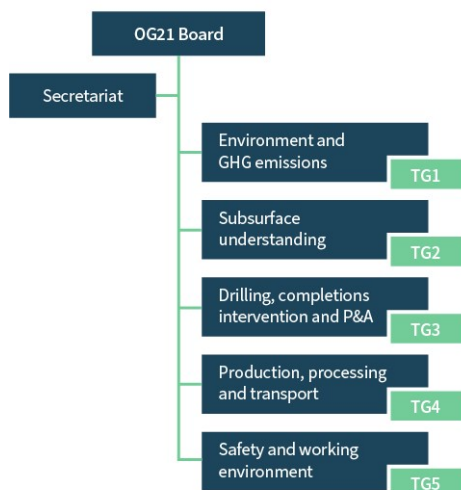 OG21 Board
Secretariat
Environment and
GHG emissions
TG1
Subsurface
understanding
TG2
Drilling, completions
intervention and P&A
TG3
Production, processing
and transport
TG4
Safety and working
environment
TG5